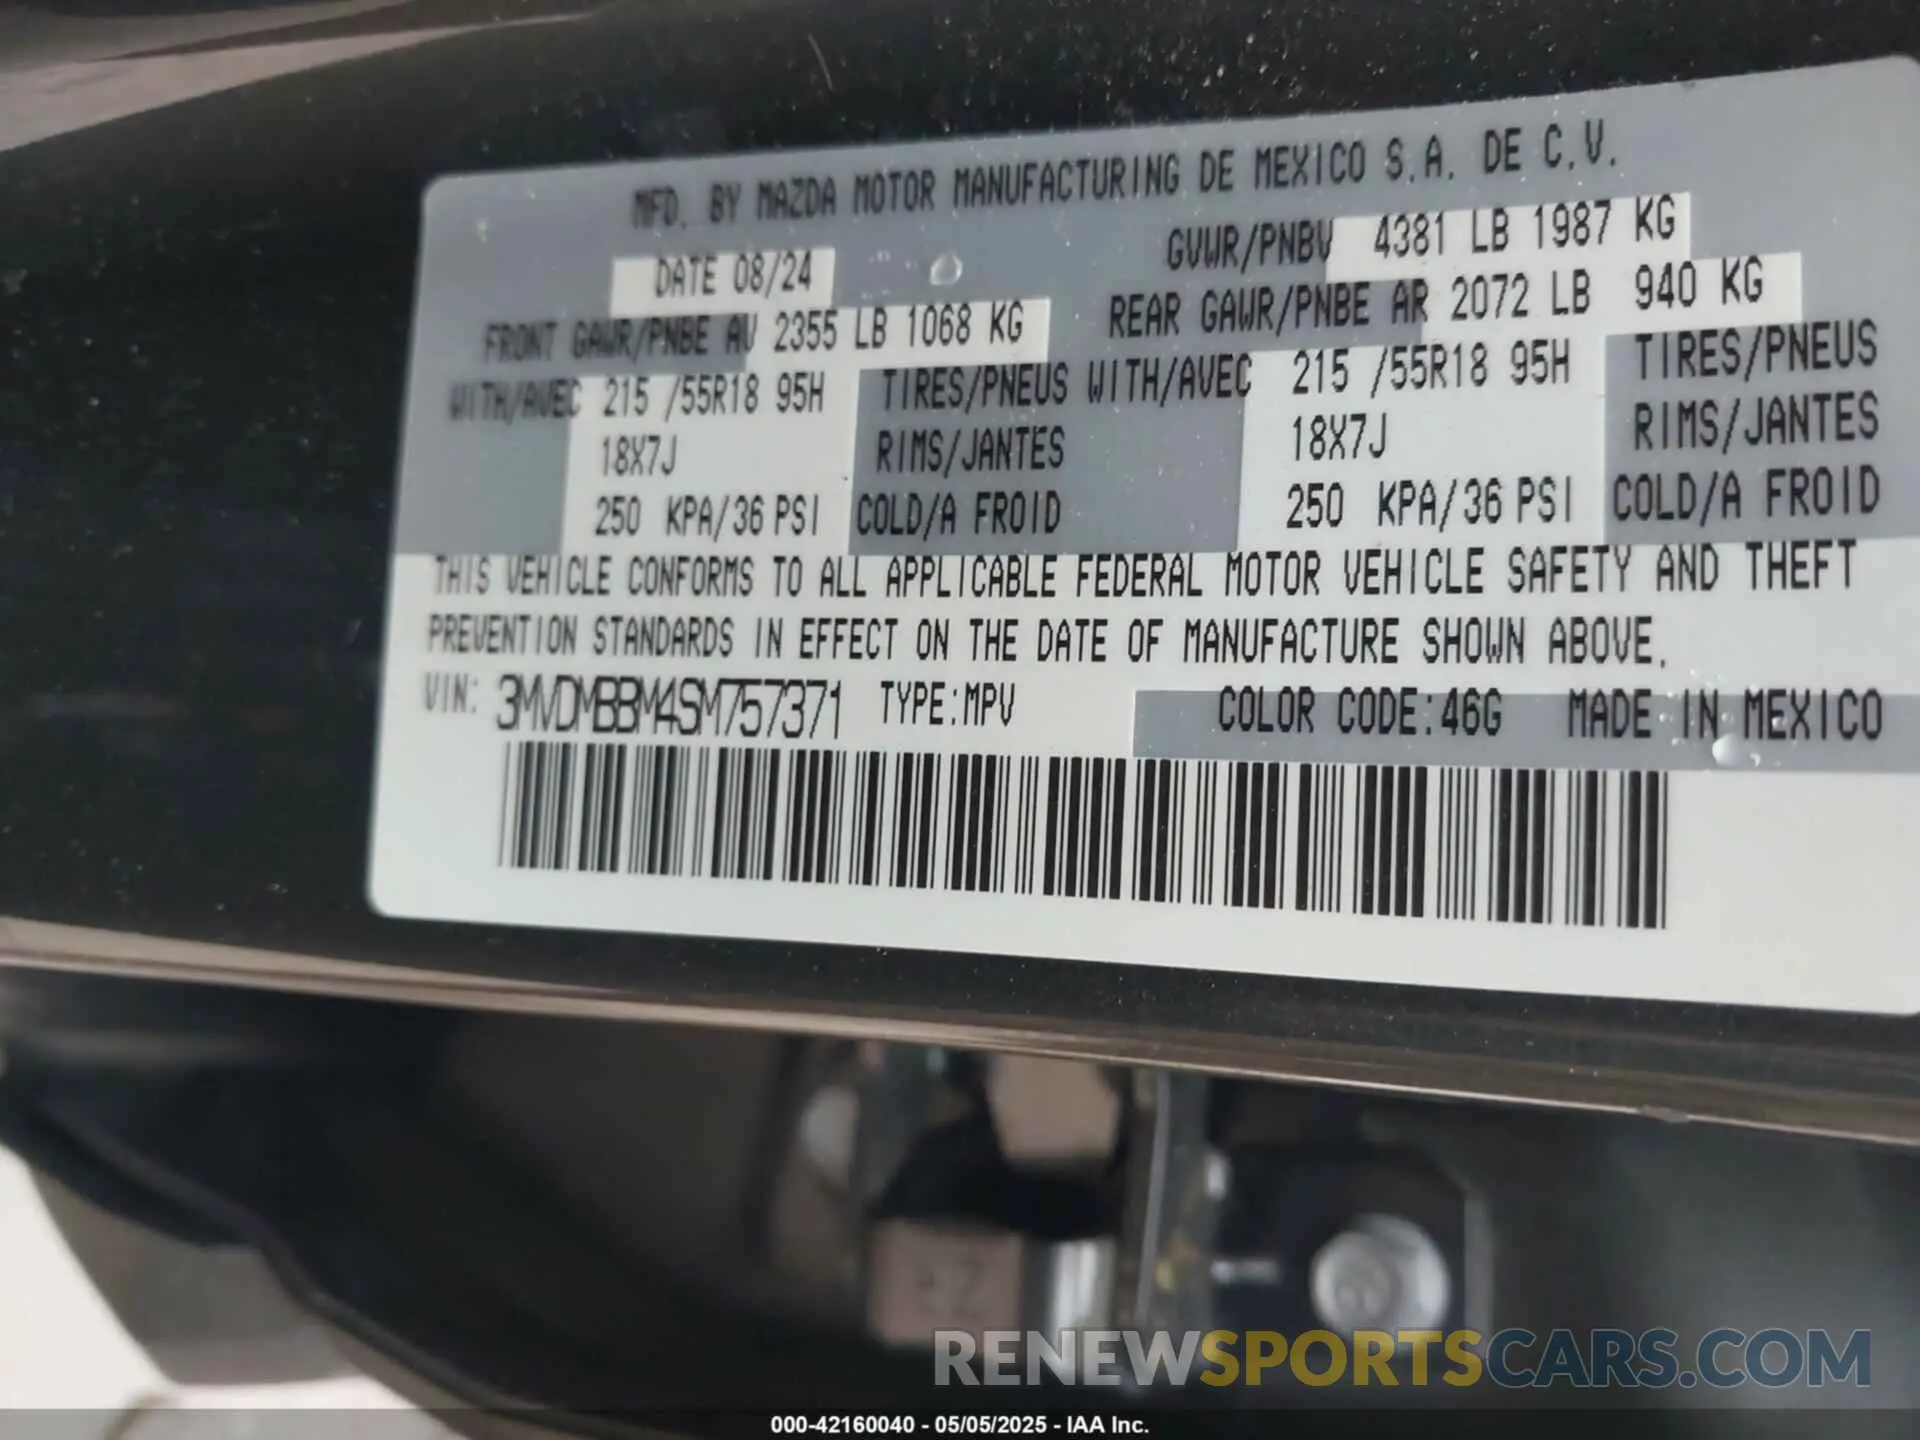 MFD. BY MAZDA MOTOR MANUFACTURING DE MEXICO S.A. DE C.V.
DATE 08/24 GVWR/PNBV 4381 LB 1987 KG
FRONT GAWR/PNBE AV 2355 LB 1068 KG REAR GAWR/PNBE AR 2072 LB 940 KG
WITH/AVEC 215 /55R18 95H TIRES/PNEUS WITH/AVEC 215 /55R18 95H TIRES/PNEUS
18X7J RIMS/JANTES 18X7J RIMS/JANTES
250 KPA/36 PSI COLD/A FROID 250 KPA/36 PSI COLD/A FROID
THIS VEHICLE CONFORMS TO ALL APPLICABLE FEDERAL MOTOR VEHICLE SAFETY AND THEFT
PREVENTION STANDARDS IN EFFECT ON THE DATE OF MANUFACTURE SHOWN ABOVE.
VIN: 3MVDMBBM4SM757371 TYPE:MPV COLOR CODE:46G MADE IN MEXICO
RENEWSPORTSCARS.COM
000-42160040 - 05/05/2025 - IAA Inc.